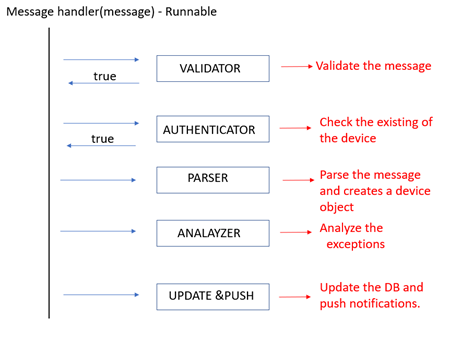 Message handler(message) - Runnable
VALIDATOR
Validate the message
true
AUTHENTICATOR
Check the existing of
the device
true
PARSER
Parse the message
and creates a device
object
ANALAYZER
Analyze the
exceptions
UPDATE &PUSH
Update the DB and
push notifications.